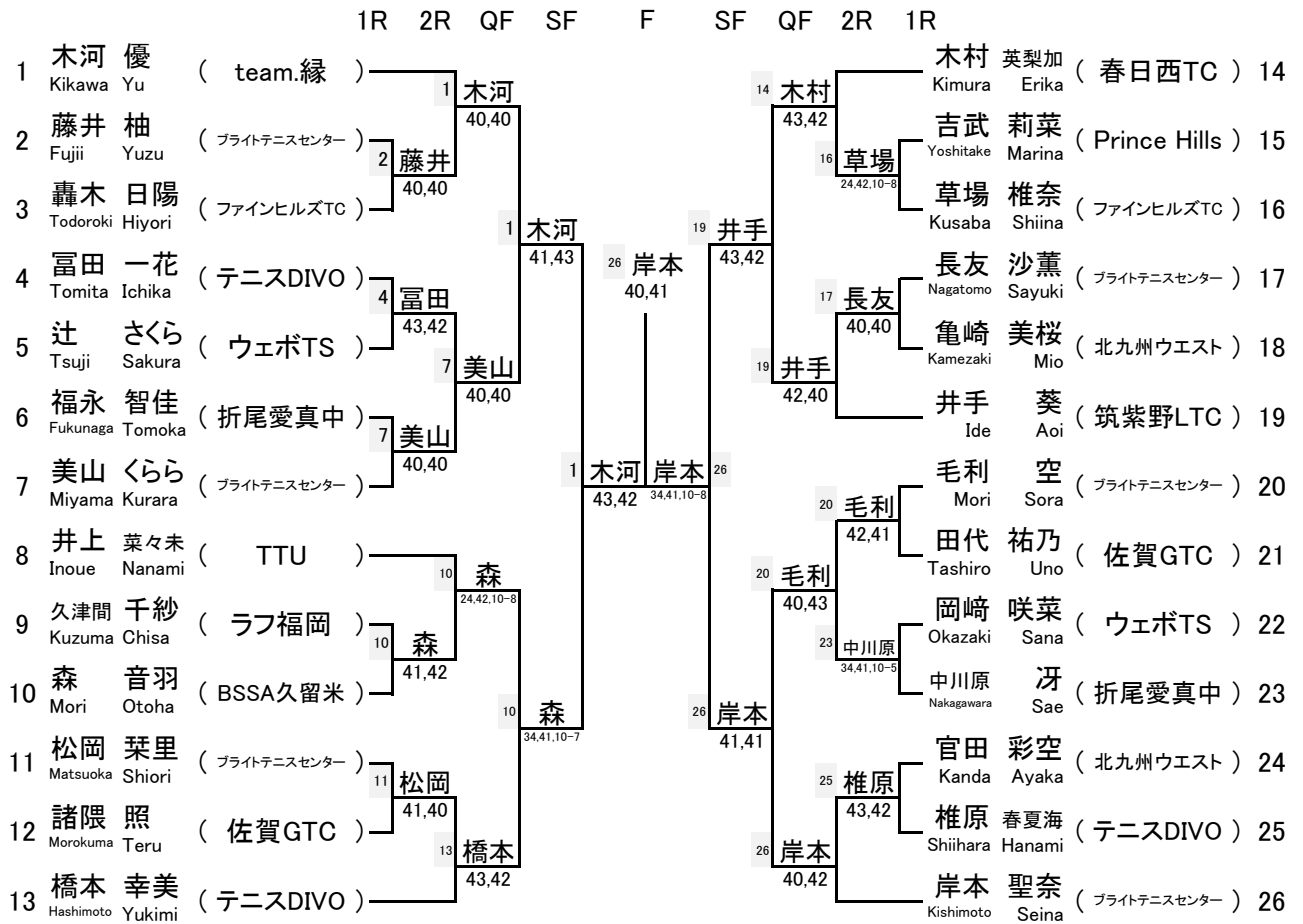 1R 2R QF SF F SF QF 2R 1R
1 木河 優 ( team.縁 )
Kikawa Yu
2 藤井 柚 ( ブライトテニスセンター )
Fujii Yuzu
3 轟木 日陽 ( ファインヒルズTC )
Todoroki Hiyori
4 冨田 一花 ( テニスDIVO )
Tomita Ichika
5 辻 さくら ( ウェボTS )
Tsuji Sakura
6 福永 智佳 ( 折尾愛真中 )
Fukunaga Tomoka
7 美山 くらら ( ブライトテニスセンター )
Miyama Kurara
8 井上 菜々未 ( TTU )
Inoue Nanami
9 久津間 千紗 ( ラフ福岡 )
Kuzuma Chisa
10 森 音羽 ( BSSA久留米 )
Mori Otoha
11 松岡 栞里 ( ブライトテニスセンター )
Matsuoka Shiori
12 諸隈 照 ( 佐賀GTC )
Morokuma Teru
13 橋本 幸美 ( テニスDIVO )
Hashimoto Yukimi
2 藤井
40,40
4 冨田
43,42
7 美山
40,40
10 森
41,42
11 松岡
41,40
1 木河
40,40
7 美山
40,40
10 森
24,42,10-8
13 橋本
43,42
1 木河
41,43
10 森
34,41,10-7
1 木河
43,42
26 岸本
40,41
岸本 26
34,41,10-8
19 井手
43,42
26 岸本
41,41
14 木村
43,42
19 井手
42,40
20 毛利
40,43
26 岸本
40,42
16 草場
24,42,10-8
17 長友
40,40
20 毛利
42,41
23 中川原
34,41,10-5
25 椎原
43,42
木村 英梨加 ( 春日西TC ) 14
Kimura Erika
吉武 莉菜 ( Prince Hills ) 15
Yoshitake Marina
草場 椎奈 ( ファインヒルズTC ) 16
Kusaba Shiina
長友 沙薫 ( ブライトテニスセンター ) 17
Nagatomo Sayuki
亀崎 美桜 ( 北九州ウエスト ) 18
Kamezaki Mio
井手 葵 ( 筑紫野LTC ) 19
Ide Aoi
毛利 空 ( ブライトテニスセンター ) 20
Mori Sora
田代 祐乃 ( 佐賀GTC ) 21
Tashiro Uno
岡﨑 咲菜 ( ウェボTS ) 22
Okazaki Sana
中川原 冴 ( 折尾愛真中 ) 23
Nakagawara Sae
官田 彩空 ( 北九州ウエスト ) 24
Kanda Ayaka
椎原 春夏海 ( テニスDIVO ) 25
Shiihara Hanami
岸本 聖奈 ( ブライトテニスセンター ) 26
Kishimoto Seina